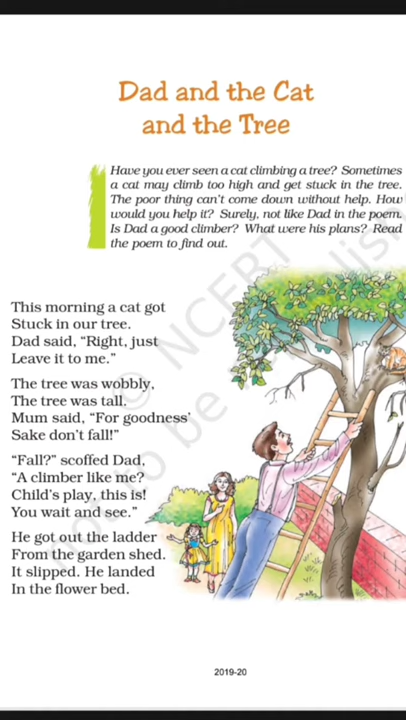 Dad and the Cat
and the Tree
Have you ever seen a cat climbing a tree? Sometimes
a cat may climb too high and get stuck in the tree.
The poor thing can't come down without help. How
would you help it? Surely, not like Dad in the poem.
Is Dad a good climber? What were his plans? Read
the poem to find out.
This morning a cat got
Stuck in our tree.
Dad said, “Right, just
Leave it to me.”
The tree was wobbly,
The tree was tall.
Mum said, “For goodness'
Sake don't fall!”
“Fall?” scoffed Dad,
“A climber like me?
Child's play, this is!
You wait and see.”
He got out the ladder
From the garden shed.
It slipped. He landed
In the flower bed.
© NCERT
not to be
2019-20